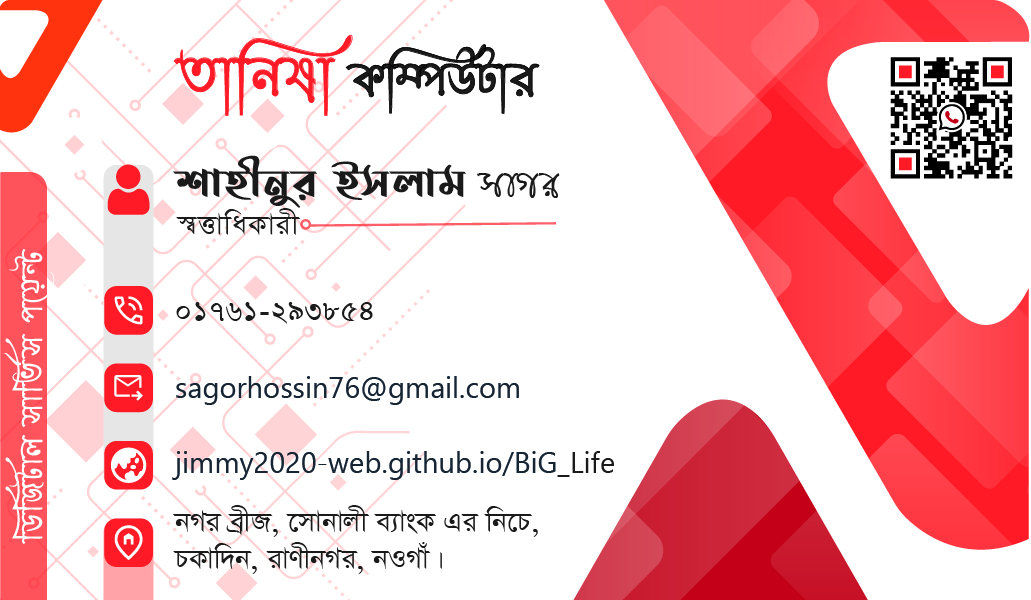 তানিষা কম্পিউটার
শাহীনুর ইসলাম সাগর
স্বত্তাধিকারী
০১৭৬১-২৯৩৮৫৪
sagorhossin76@gmail.com
jimmy2020-web.github.io/BiG_Life
নগর ব্রীজ, সোনালী ব্যাংক এর নিচে,
চকাদিন, রাণীনগর, নওগাঁ।
ডিজিটাল সার্ভিস পয়েন্ট